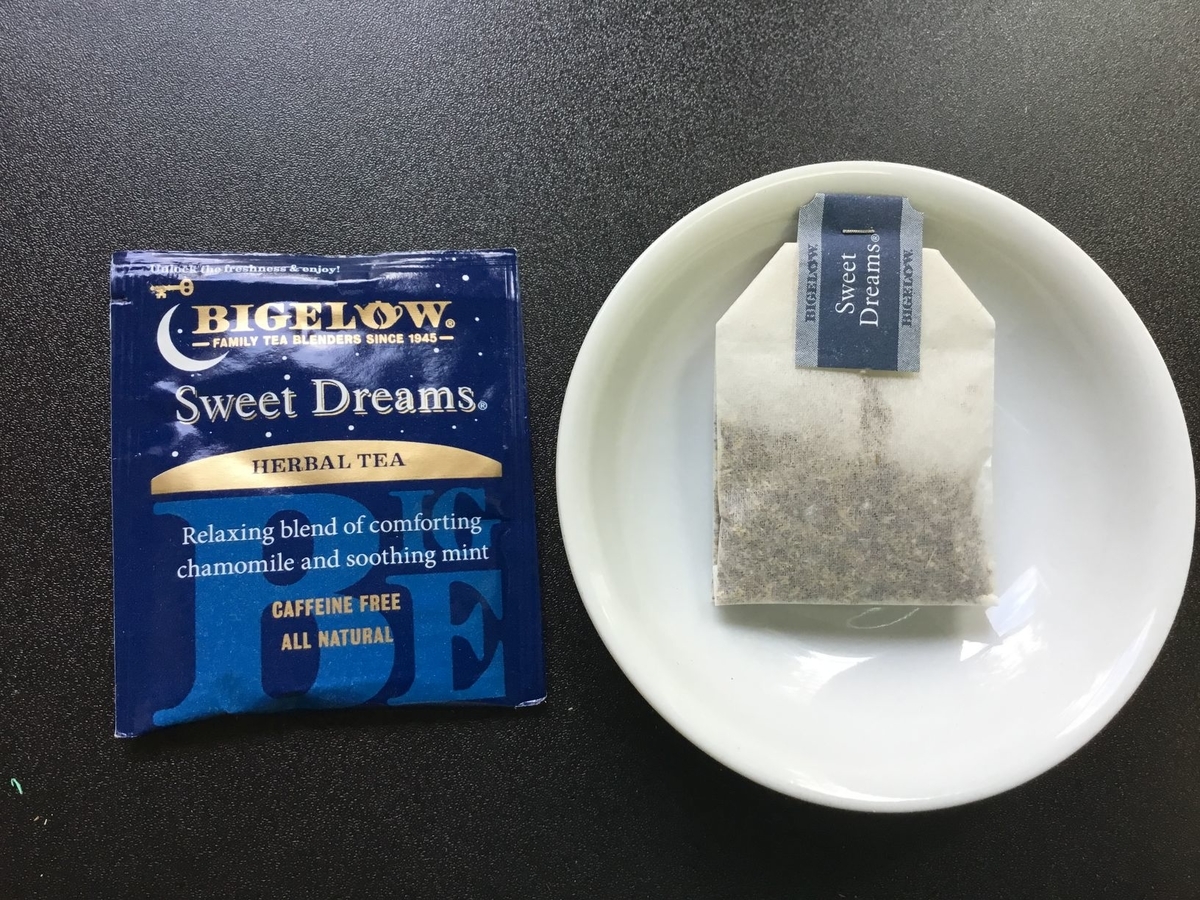 Unlock the freshness & enjoy!
BIGELOW®
FAMILY TEA BLENDERS SINCE 1945
Sweet Dreams®
HERBAL TEA
BIG
E
Relaxing blend of comforting
chamomile and soothing mint
CAFFEINE FREE
ALL NATURAL
BIGELOW
Sweet
Dreams®
BIGELOW